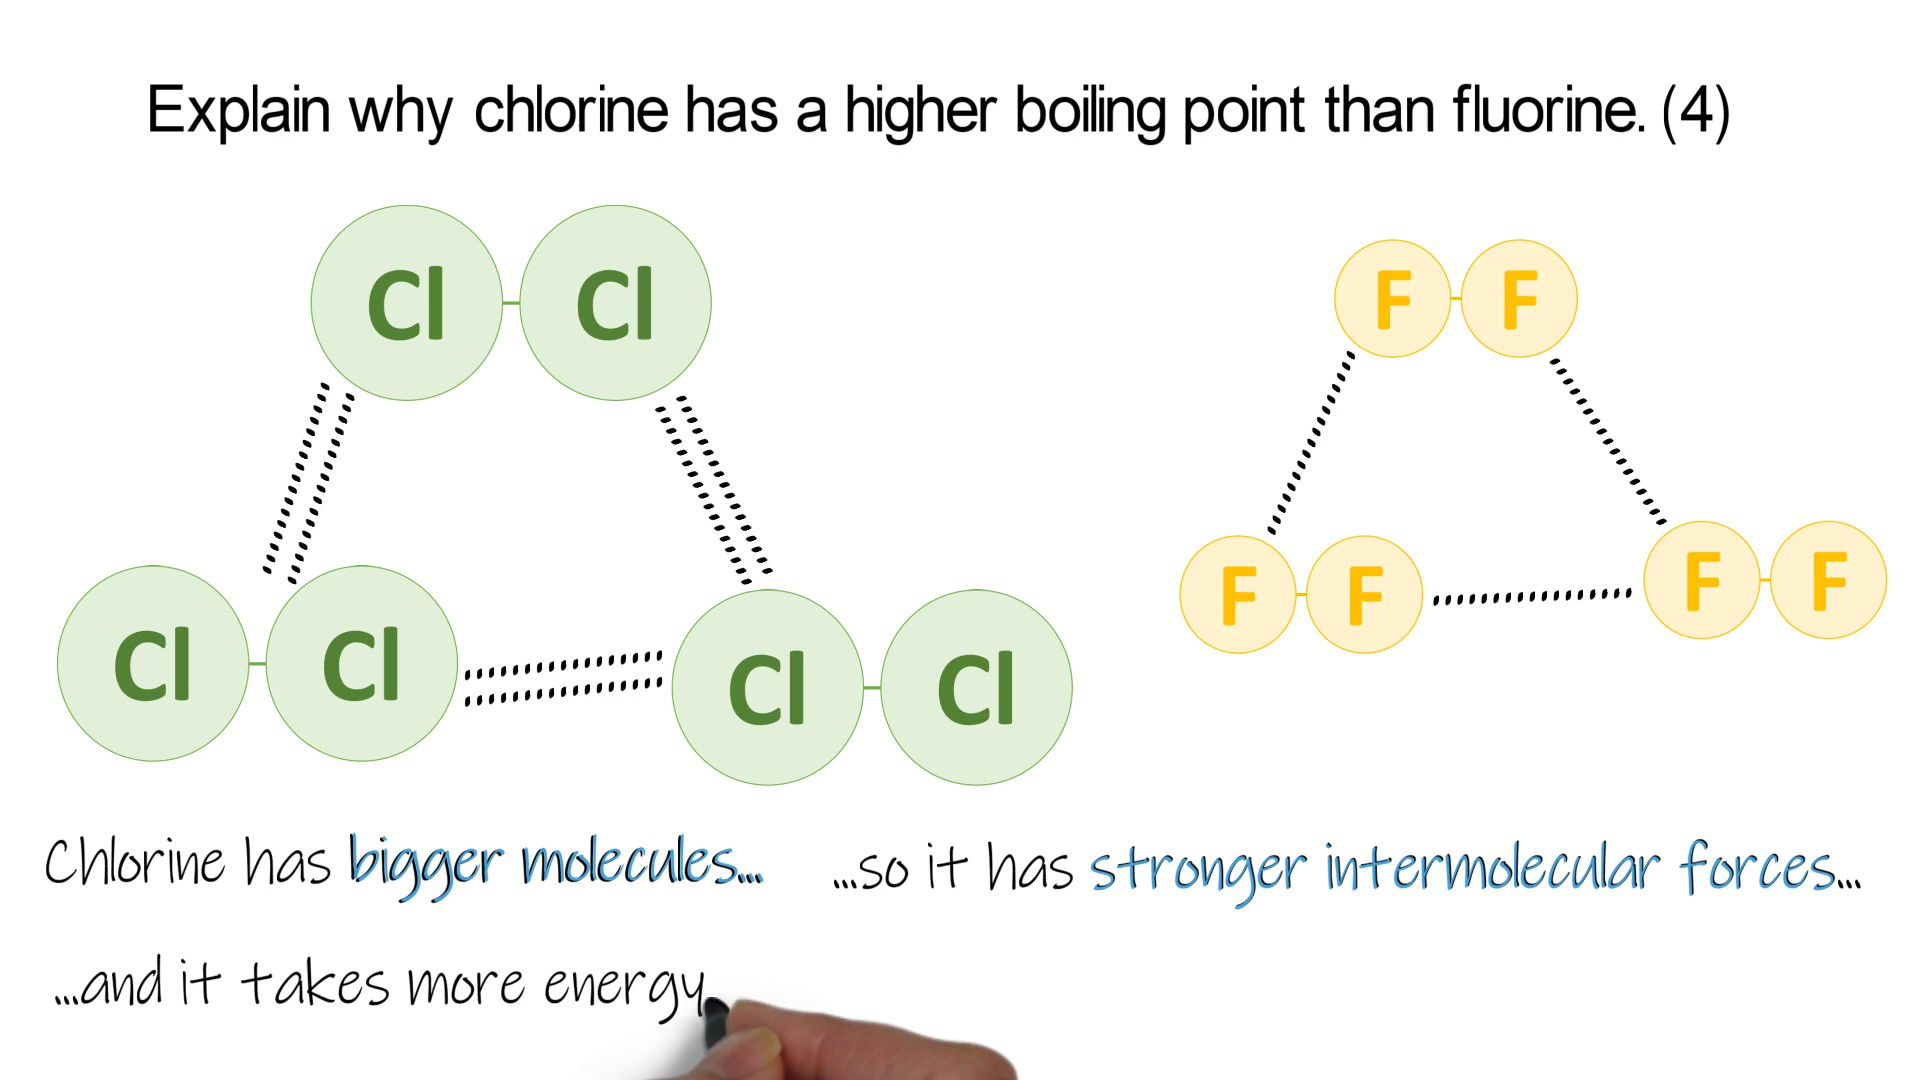 Explain why chlorine has a higher boiling point than fluorine. (4)
Cl Cl
F F
Cl Cl
Cl Cl
F F
F F
Chlorine has bigger molecules... ...so it has stronger intermolecular forces...
...and it takes more energy